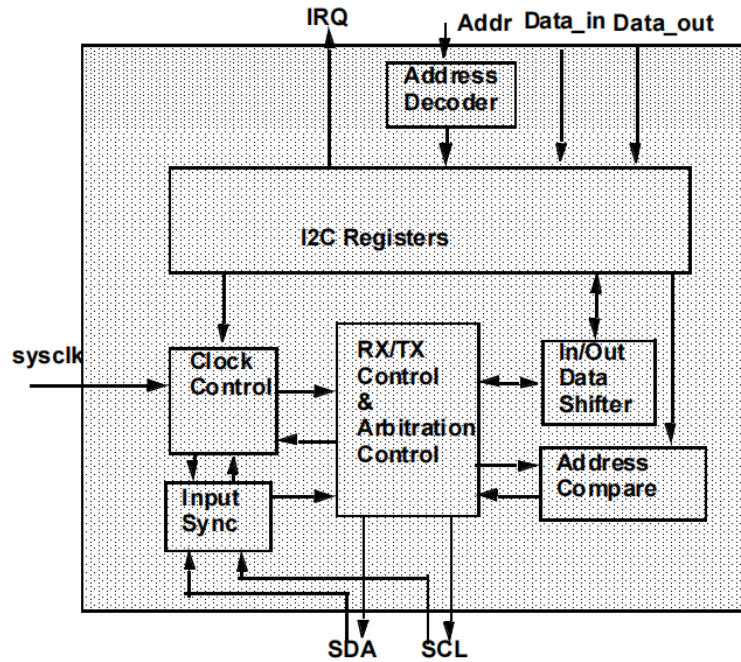 IRQ
Addr Data_in Data_out
Address
Decoder
I2C Registers
sysclk
Clock
Control
RX/TX
Control
&
Arbitration
Control
In/Out
Data
Shifter
Address
Compare
Input
Sync
SDA
SCL